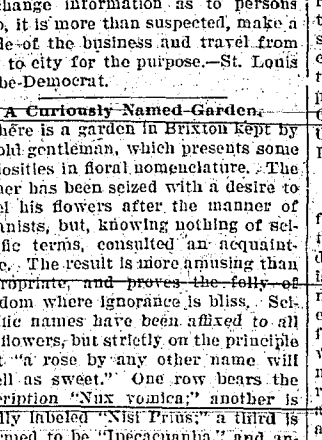 change information as to persons
o, it is more than suspected, make a
de of the business and travel from
to city for the purpose.—St. Louis
be-Democrat.
A Curiously Named Garden.
here is a garden in Brixton kept by
old gentleman, which presents some
iosities in floral nomenclature. The
ner has been seized with a desire to
el his flowers after the manner of
anists, but, knowing nothing of sci-
fic terms, consulted an acquaint-
e. The result is more amusing than
ropriate, and proves the folly of
dom where ignorance is bliss. Sci-
ific names have been affixed to all
flowers, but strictly on the principle
t "a rose by any other name will
ell as sweet." One row bears the
cription "Nux vomica;" another is
lly labeled "Nisi Prius;" a third is
rmed to be "Ipecacuanha" and an-